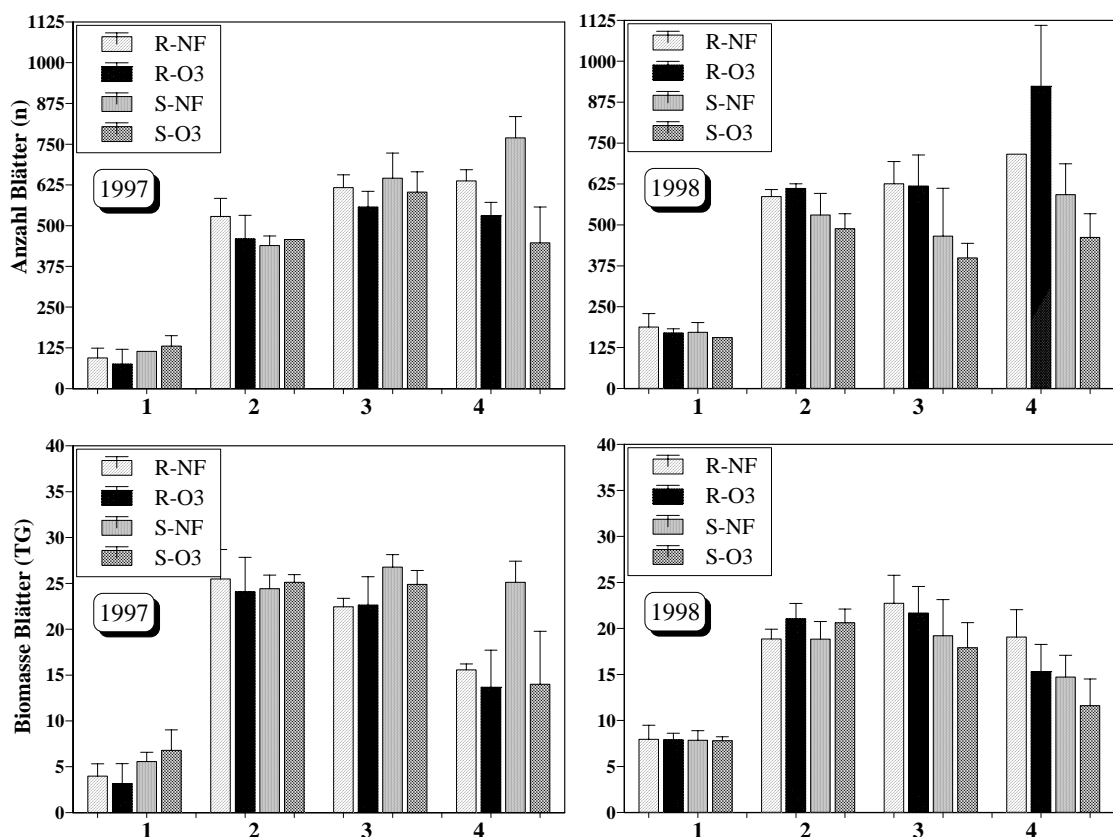 Anzahl Blätter (n)
1125
1000
875
750
625
500
375
250
125
0
R-NF
R-O3
S-NF
S-O3
1997
1 2 3 4
1125
1000
875
750
625
500
375
250
125
0
R-NF
R-O3
S-NF
S-O3
1998
1 2 3 4
Biomasse Blätter (TG)
40
35
30
25
20
15
10
5
0
R-NF
R-O3
S-NF
S-O3
1997
1 2 3 4
40
35
30
25
20
15
10
5
0
R-NF
R-O3
S-NF
S-O3
1998
1 2 3 4